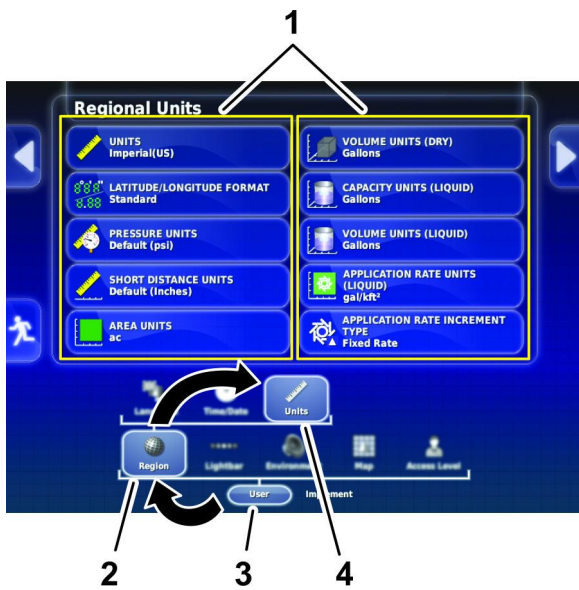 1
Regional Units
UNITS
Imperial(US)
LATITUDE/LONGITUDE FORMAT
Standard
PRESSURE UNITS
Default (psi)
SHORT DISTANCE UNITS
Default (Inches)
AREA UNITS
ac
VOLUME UNITS (DRY)
Gallons
CAPACITY UNITS (LIQUID)
Gallons
VOLUME UNITS (LIQUID)
Gallons
APPLICATION RATE UNITS
(LIQUID)
gal/kft²
APPLICATION RATE INCREMENT
TYPE
Fixed Rate
Time/Date
Units
Region
Lightbar
Map
Access Level
User
2
3
4